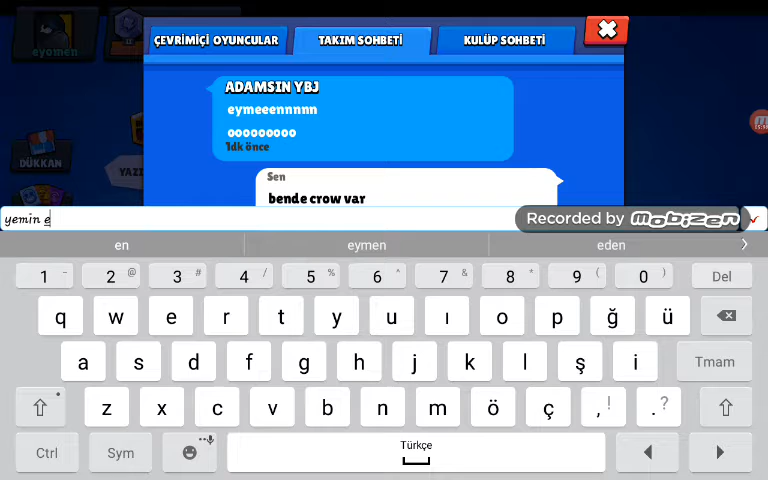 eyomen
ÇEVRİMİÇİ OYUNCULAR
TAKIM SOHBETİ
KULÜP SOHBETİ
ADAMSIN YBJ
eymeeennnnn
ooooooooo
1dk önce
DÜKKAN
YAZI
Sen
bende crow var
yemin e
Recorded by MOBIZEN
en eymen eden
1 - 2 @ 3 # 4 / 5 % 6 ^ 7 & 8 * 9 ( 0 ) Del
q w e r t y u ı o p ğ ü
a s d f g h j k l ş i Tmam
z x c v b n m ö ç , ! . ?
Ctrl Sym Türkçe